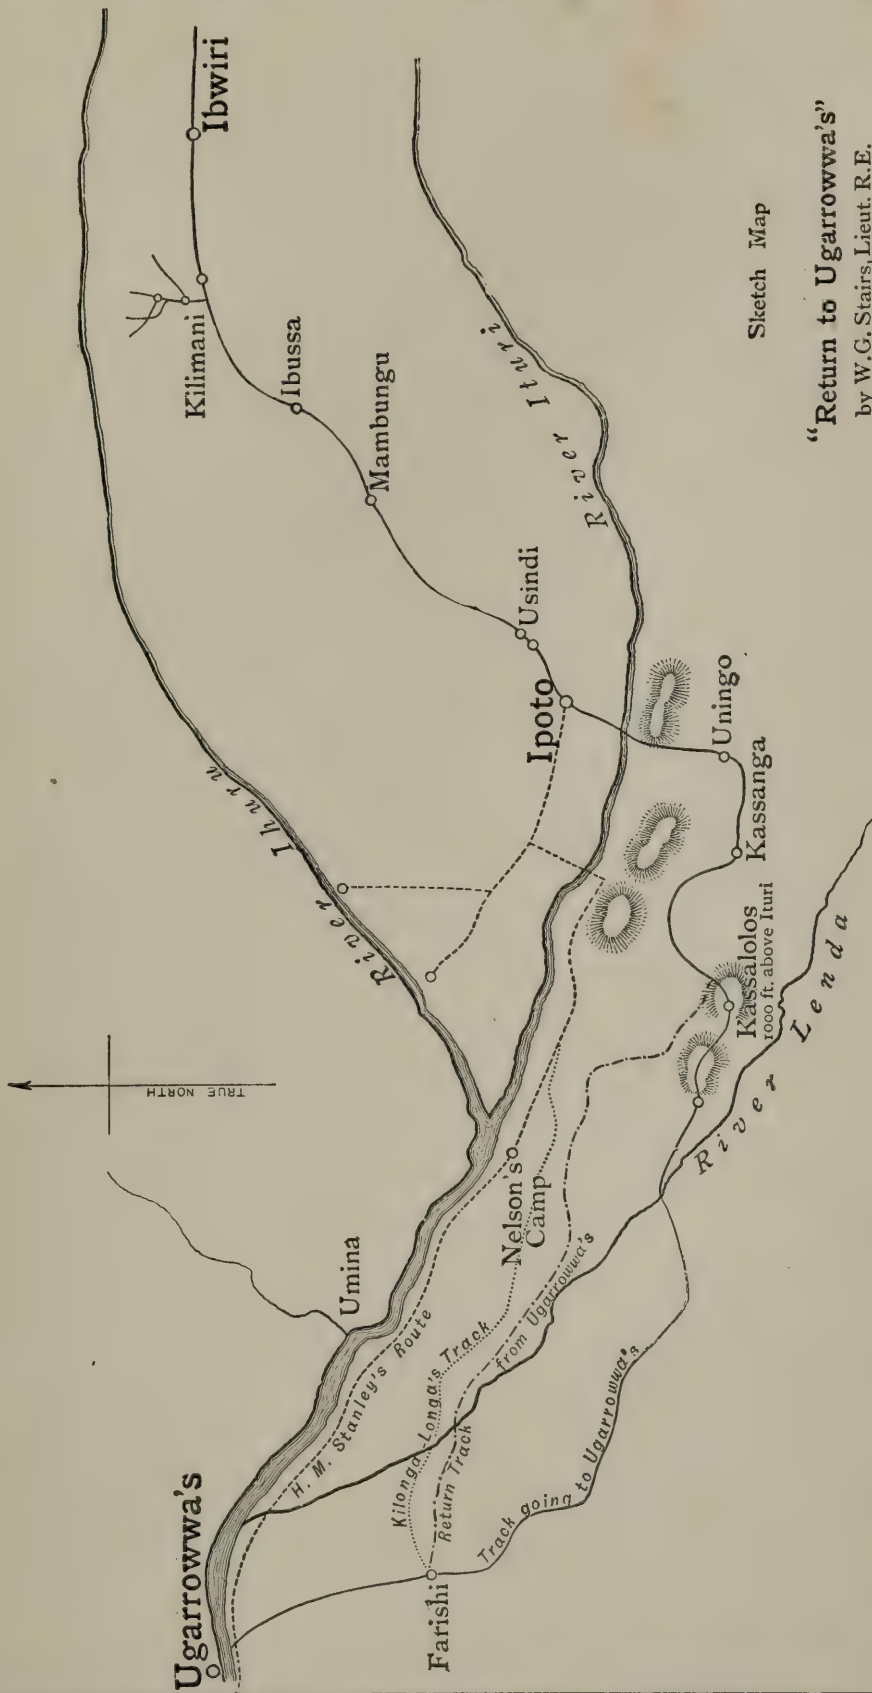 Ibwiri
Kilimani
Ibussa
Mambungu
River Ituri
Usindi
Ipoto
River Ihuru
Uningo
Kassanga
Kassalolos
1000 ft. above Ituri
River Lenda
TRUE NORTH
Nelson's
Camp
Umina
H. M. Stanley's Route
Kilonga-Longa's Track
Return Track from Ugarrowwa's
Track going to Ugarrowwa's
Farishi
Ugarrowwa's
Sketch Map
“Return to Ugarrowwa's”
by W.G. Stairs, Lieut. R.E.